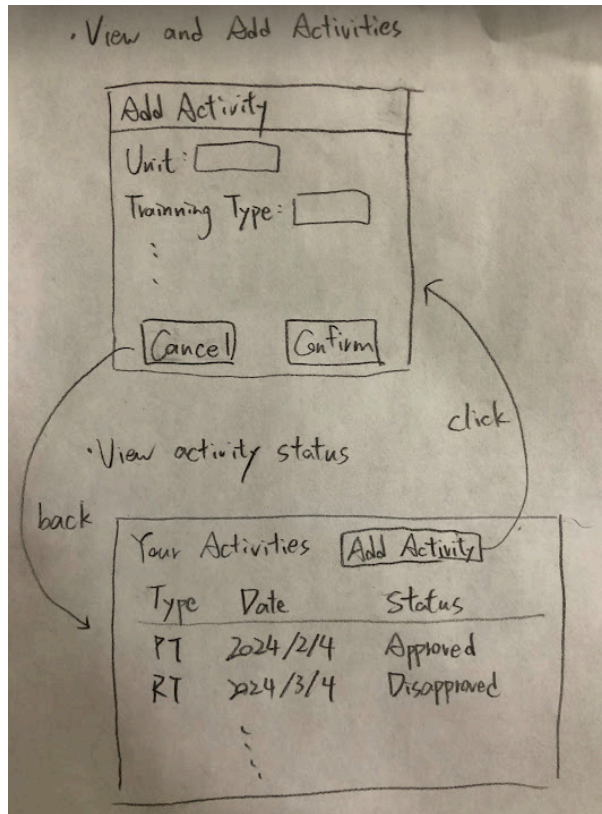 ·View and Add Activities
Add Activity
Unit:
Trainning Type:
Cancel Confirm
click
·View activity status
back
Your Activities Add Activity
Type Date Status
PT 2024/2/4 Approved
RT 2024/3/4 Disapproved